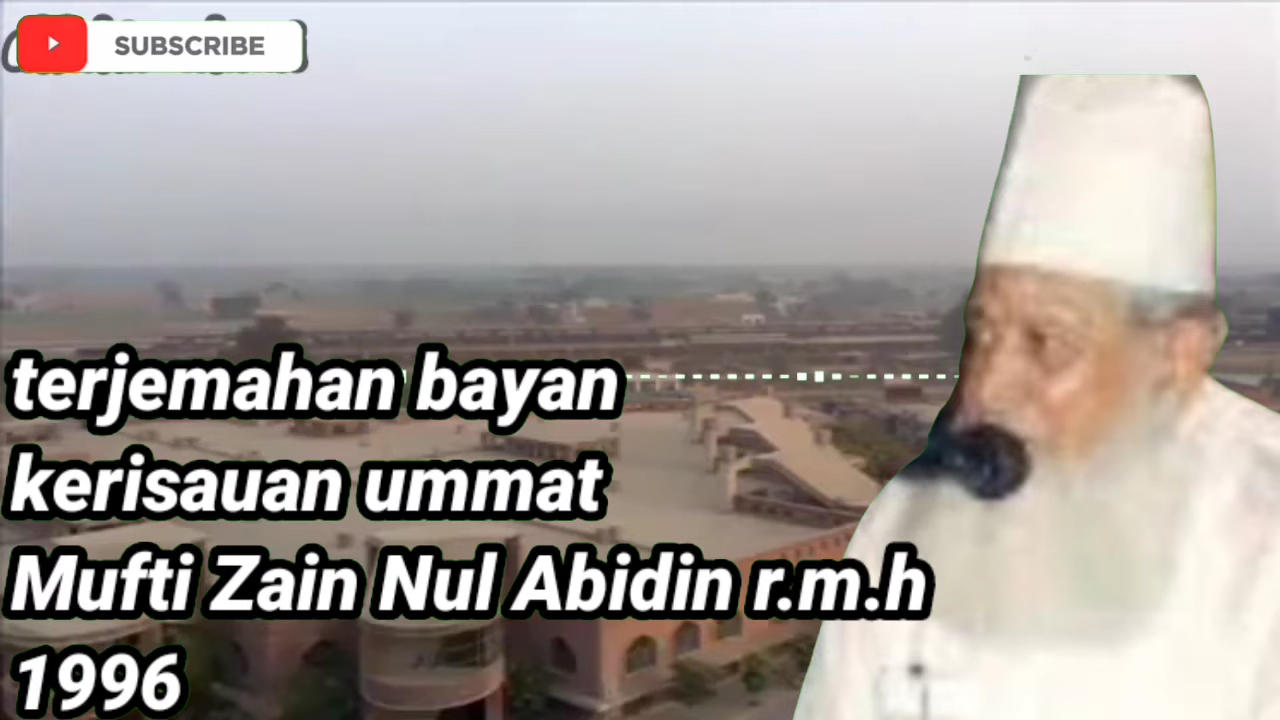 SUBSCRIBE
terjemahan bayan
kerisauan ummat
Mufti Zain Nul Abidin r.m.h
1996